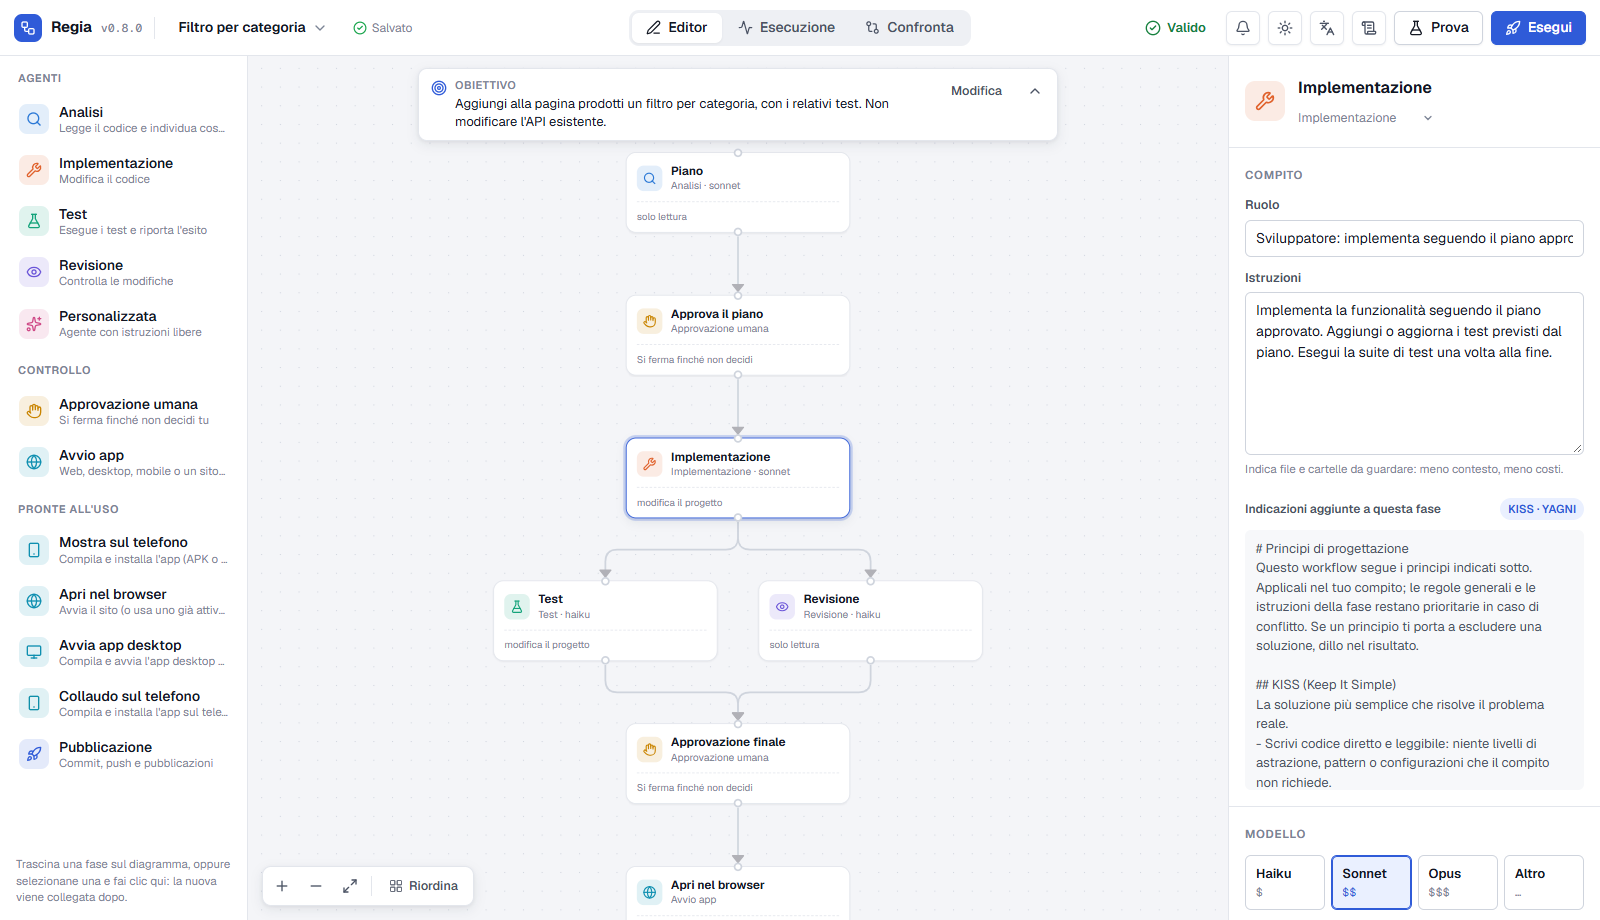 Regia v0.8.0
Filtro per categoria
Salvato
Editor
Esecuzione
Confronta
Valido
Prova
Esegui
AGENTI
Analisi
Legge il codice e individua cos...
Implementazione
Modifica il codice
Test
Esegue i test e riporta l'esito
Revisione
Controlla le modifiche
Personalizzata
Agente con istruzioni libere
CONTROLLO
Approvazione umana
Si ferma finché non decidi tu
Avvio app
Web, desktop, mobile o un sito...
PRONTE ALL'USO
Mostra sul telefono
Compila e installa l'app (APK o ...
Apri nel browser
Avvia il sito (o usa uno già attiv...
Avvia app desktop
Compila e avvia l'app desktop ...
Collaudo sul telefono
Compila e installa l'app sul tele...
Pubblicazione
Commit, push e pubblicazioni
Trascina una fase sul diagramma, oppure
selezionane una e fai clic qui: la nuova
viene collegata dopo.
OBIETTIVO
Aggiungi alla pagina prodotti un filtro per categoria, con i relativi test. Non
modificare l'API esistente.
Modifica
Piano
Analisi · sonnet
solo lettura
Approva il piano
Approvazione umana
Si ferma finché non decidi
Implementazione
Implementazione · sonnet
modifica il progetto
Test
Test · haiku
modifica il progetto
Revisione
Revisione · haiku
solo lettura
Approvazione finale
Approvazione umana
Si ferma finché non decidi
Apri nel browser
Avvio app
Riordina
Implementazione
Implementazione
COMPITO
Ruolo
Sviluppatore: implementa seguendo il piano appro
Istruzioni
Implementa la funzionalità seguendo il piano
approvato. Aggiungi o aggiorna i test previsti dal
piano. Esegui la suite di test una volta alla fine.
Indica file e cartelle da guardare: meno contesto, meno costi.
Indicazioni aggiunte a questa fase
KISS · YAGNI
# Principi di progettazione
Questo workflow segue i principi indicati sotto.
Applicali nel tuo compito; le regole generali e le
istruzioni della fase restano prioritarie in caso di
conflitto. Se un principio ti porta a escludere una
soluzione, dillo nel risultato.
## KISS (Keep It Simple)
La soluzione più semplice che risolve il problema
reale.
- Scrivi codice diretto e leggibile: niente livelli di
astrazione, pattern o configurazioni che il compito
non richiede.
MODELLO
Haiku
$
Sonnet
$$
Opus
$$$
Altro
...